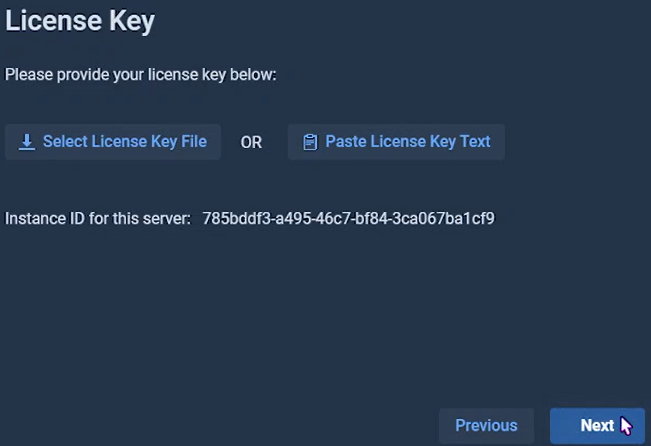 License Key
Please provide your license key below:
Select License Key File OR Paste License Key Text
Instance ID for this server: 785bddf3-a495-46c7-bf84-3ca067ba1cf9
Previous Next